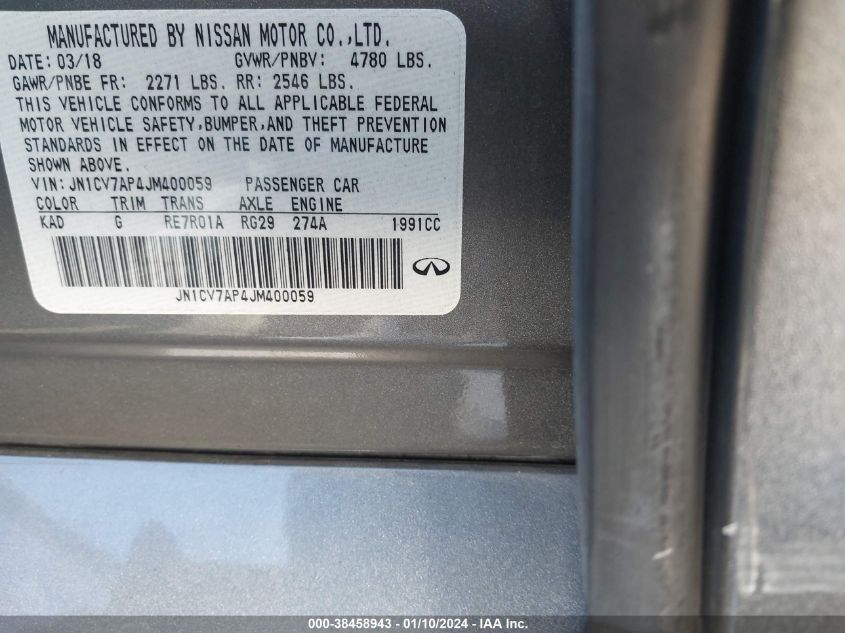 MANUFACTURED BY NISSAN MOTOR CO.,LTD.
DATE: 03/18 GVWR/PNBV: 4780 LBS.
GAWR/PNBE FR: 2271 LBS. RR: 2546 LBS.
THIS VEHICLE CONFORMS TO ALL APPLICABLE FEDERAL
MOTOR VEHICLE SAFETY,BUMPER,AND THEFT PREVENTION
STANDARDS IN EFFECT ON THE DATE OF MANUFACTURE
SHOWN ABOVE.
VIN: JN1CV7AP4JM400059 PASSENGER CAR
COLOR TRIM TRANS AXLE ENGINE
KAD G RE7R01A RG29 274A 1991CC
JN1CV7AP4JM400059
000-38458943 - 01/10/2024 - IAA Inc.